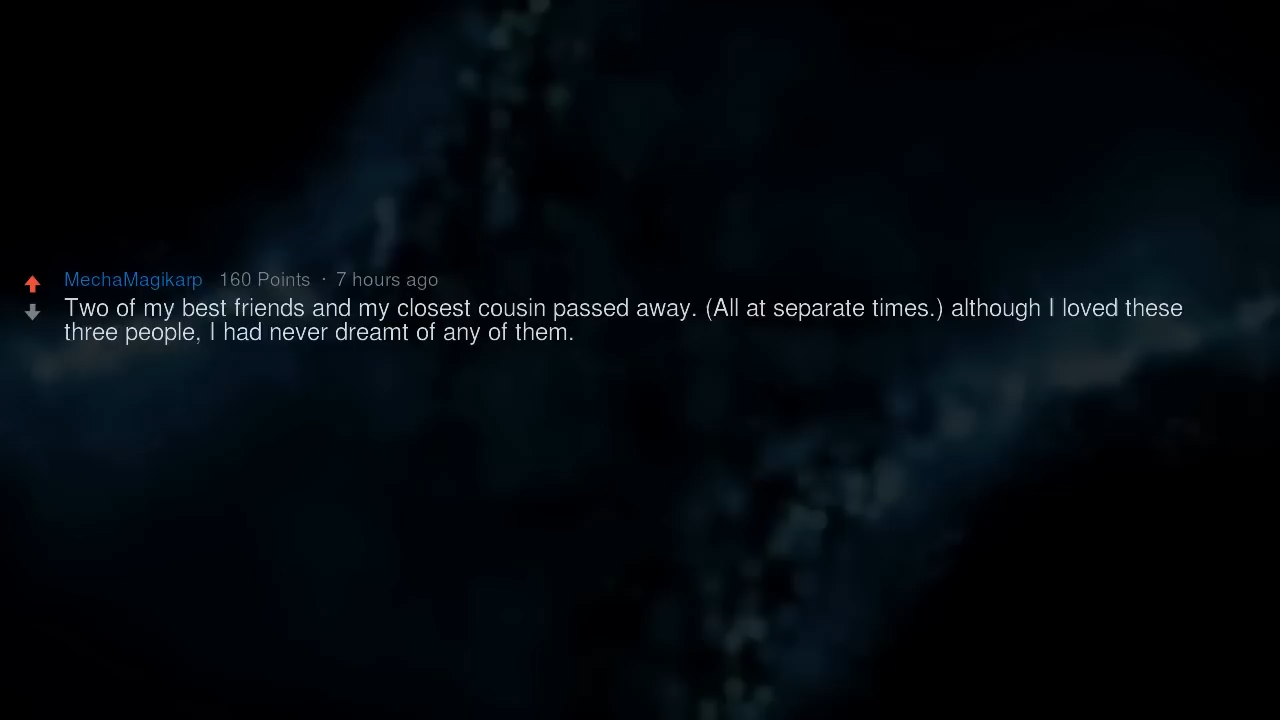 MechaMagikarp 160 Points · 7 hours ago
Two of my best friends and my closest cousin passed away. (All at separate times.) although I loved these
three people, I had never dreamt of any of them.